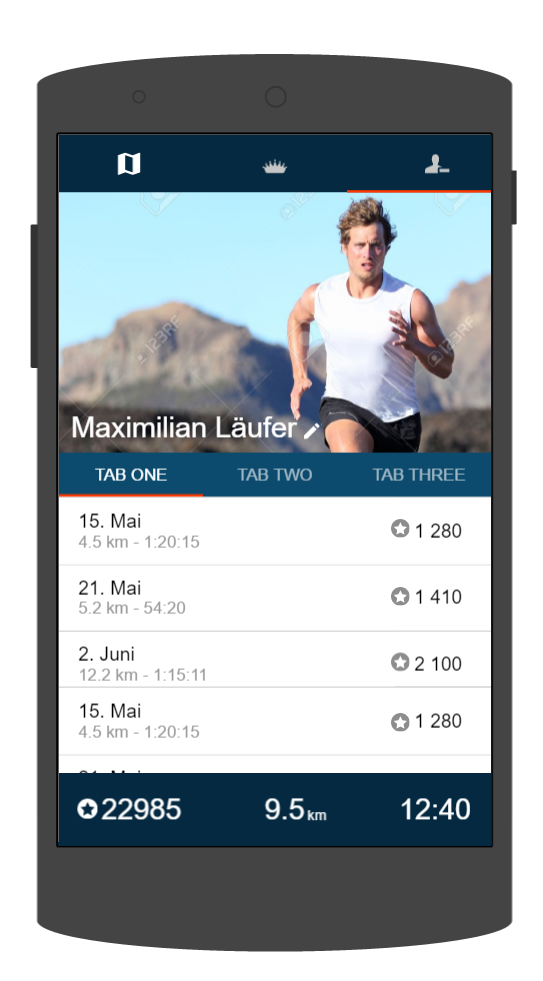 123RF
123RF
Maximilian Läufer
TAB ONE TAB TWO TAB THREE
15. Mai
4.5 km - 1:20:15
1 280
21. Mai
5.2 km - 54:20
1 410
2. Juni
12.2 km - 1:15:11
2 100
15. Mai
4.5 km - 1:20:15
1 280
22985 9.5 km 12:40